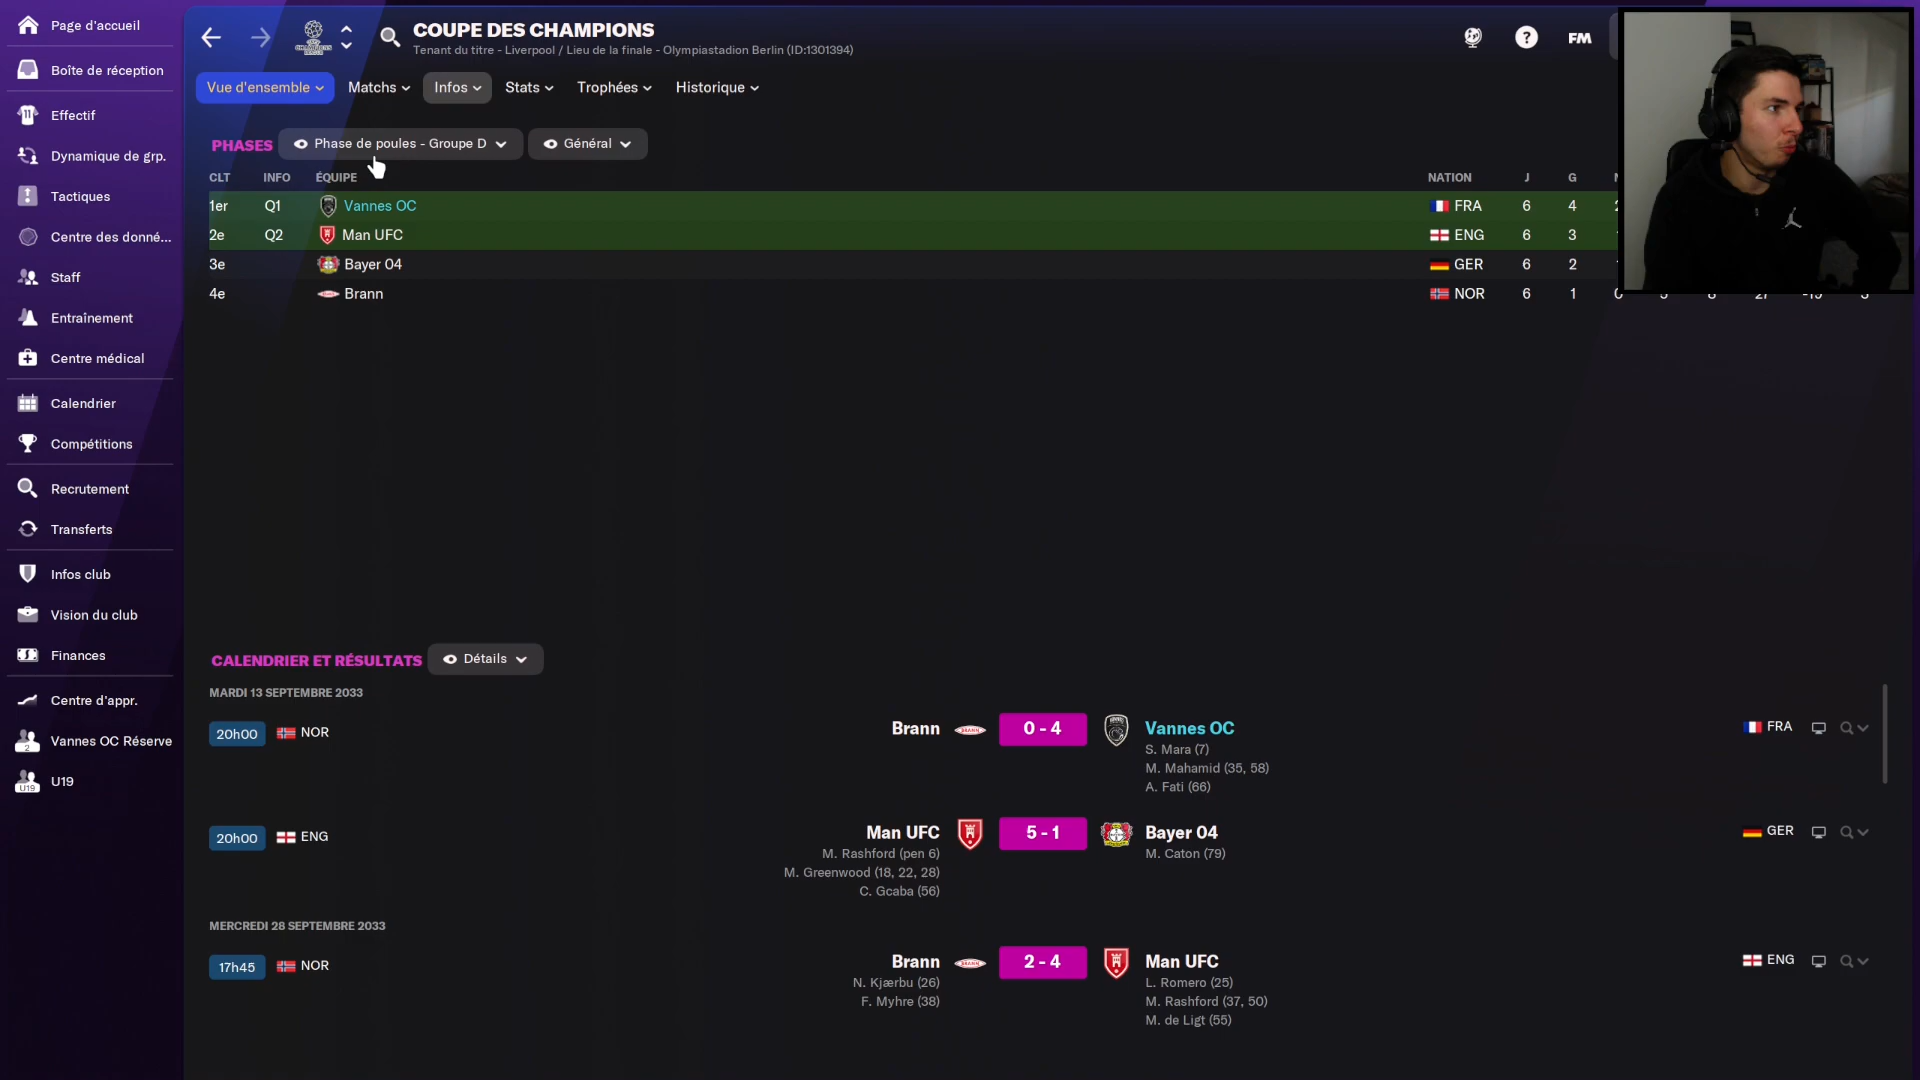 Page d'accueil
Boîte de réception
Effectif
Dynamique de grp.
Tactiques
Centre des donné...
Staff
Entraînement
Centre médical
Calendrier
Compétitions
Recrutement
Transferts
Infos club
Vision du club
Finances
Centre d'appr.
2 Vannes OC Réserve
U19 U19
COUPE DES CHAMPIONS
Tenant du titre - Liverpool / Lieu de la finale - Olympiastadion Berlin (ID:1301394)
? FM
Vue d'ensemble Matchs Infos Stats Trophées Historique
PHASES Phase de poules - Groupe D Général
CLT INFO ÉQUIPE NATION J G
1er Q1 Vannes OC FRA 6 4
2e Q2 Man UFC ENG 6 3
3e Bayer 04 GER 6 2
4e Brann NOR 6 1
CALENDRIER ET RÉSULTATS Détails
MARDI 13 SEPTEMBRE 2033
20h00 NOR Brann 0 - 4 Vannes OC FRA
S. Mara (7)
M. Mahamid (35, 58)
A. Fati (66)
20h00 ENG Man UFC 5 - 1 Bayer 04 GER
M. Rashford (pen 6) M. Caton (79)
M. Greenwood (18, 22, 28)
C. Gcaba (56)
MERCREDI 28 SEPTEMBRE 2033
17h45 NOR Brann 2 - 4 Man UFC ENG
N. Kjærbu (26) L. Romero (25)
F. Myhre (38) M. Rashford (37, 50)
M. de Ligt (55)